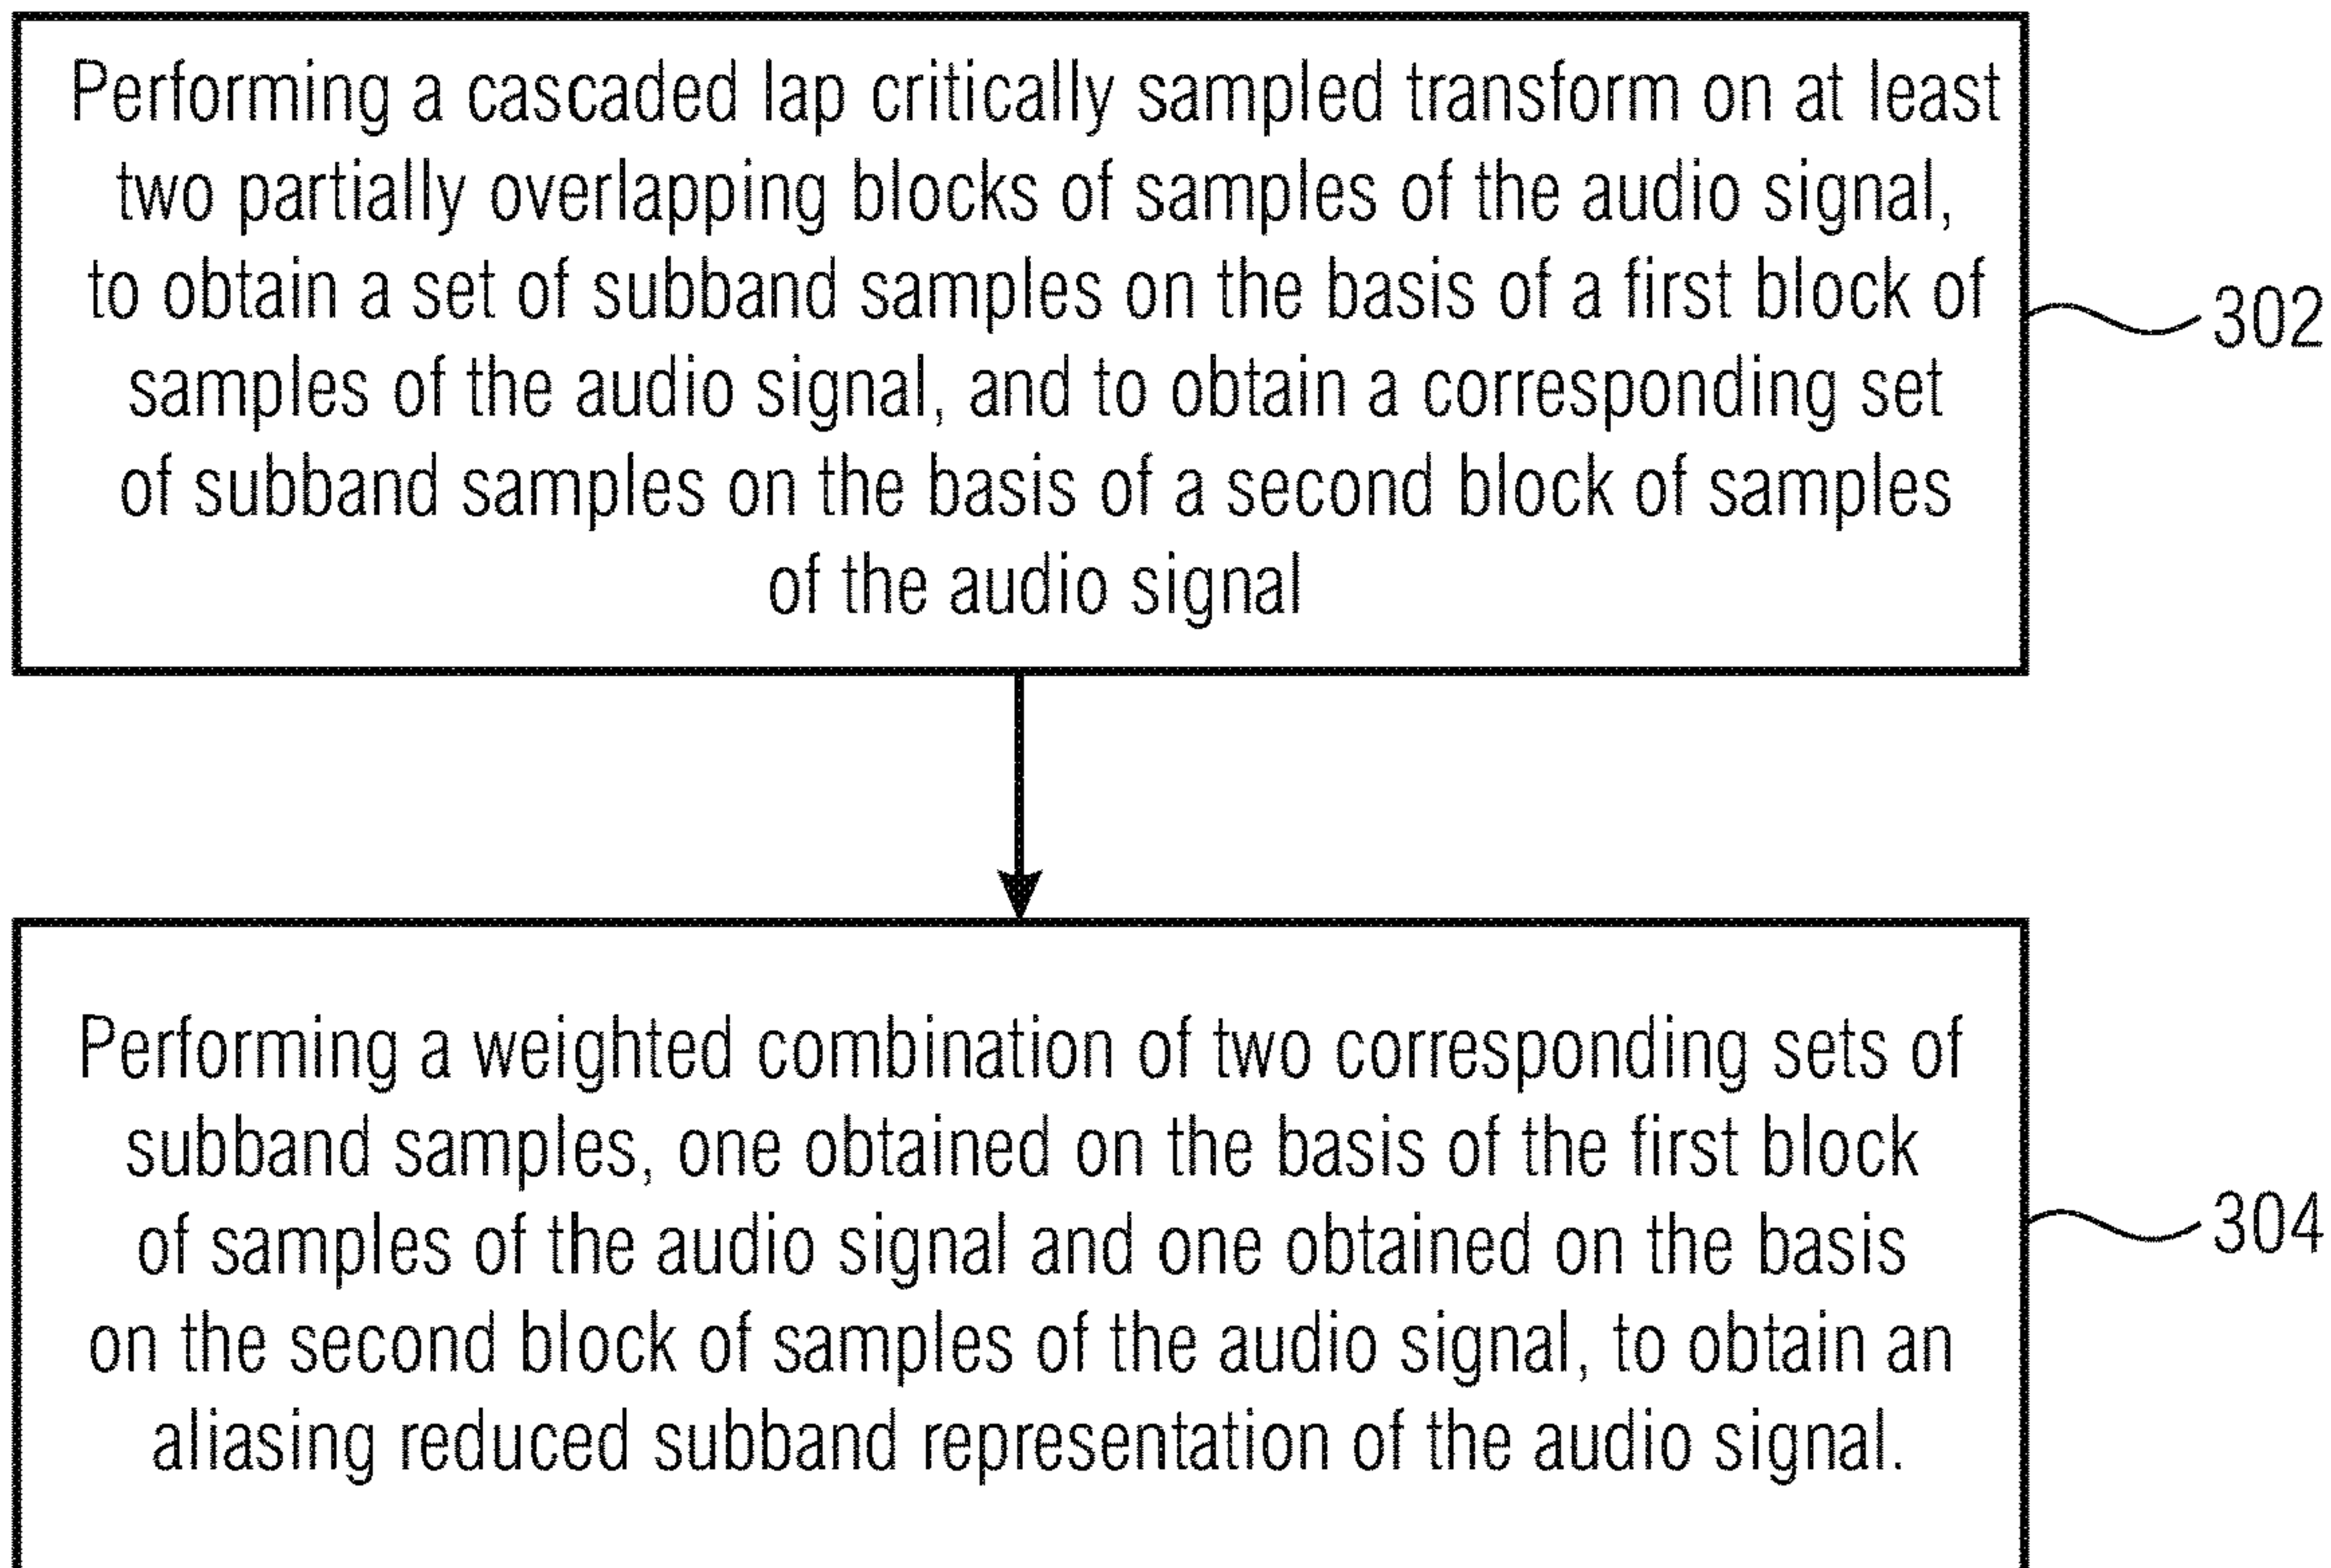 Performing a cascaded lap critically sampled transform on at least
two partially overlapping blocks of samples of the audio signal,
to obtain a set of subband samples on the basis of a first block of
samples of the audio signal, and to obtain a corresponding set
of subband samples on the basis of a second block of samples
of the audio signal
302
Performing a weighted combination of two corresponding sets of
subband samples, one obtained on the basis of the first block
of samples of the audio signal and one obtained on the basis
on the second block of samples of the audio signal, to obtain an
aliasing reduced subband representation of the audio signal.
304